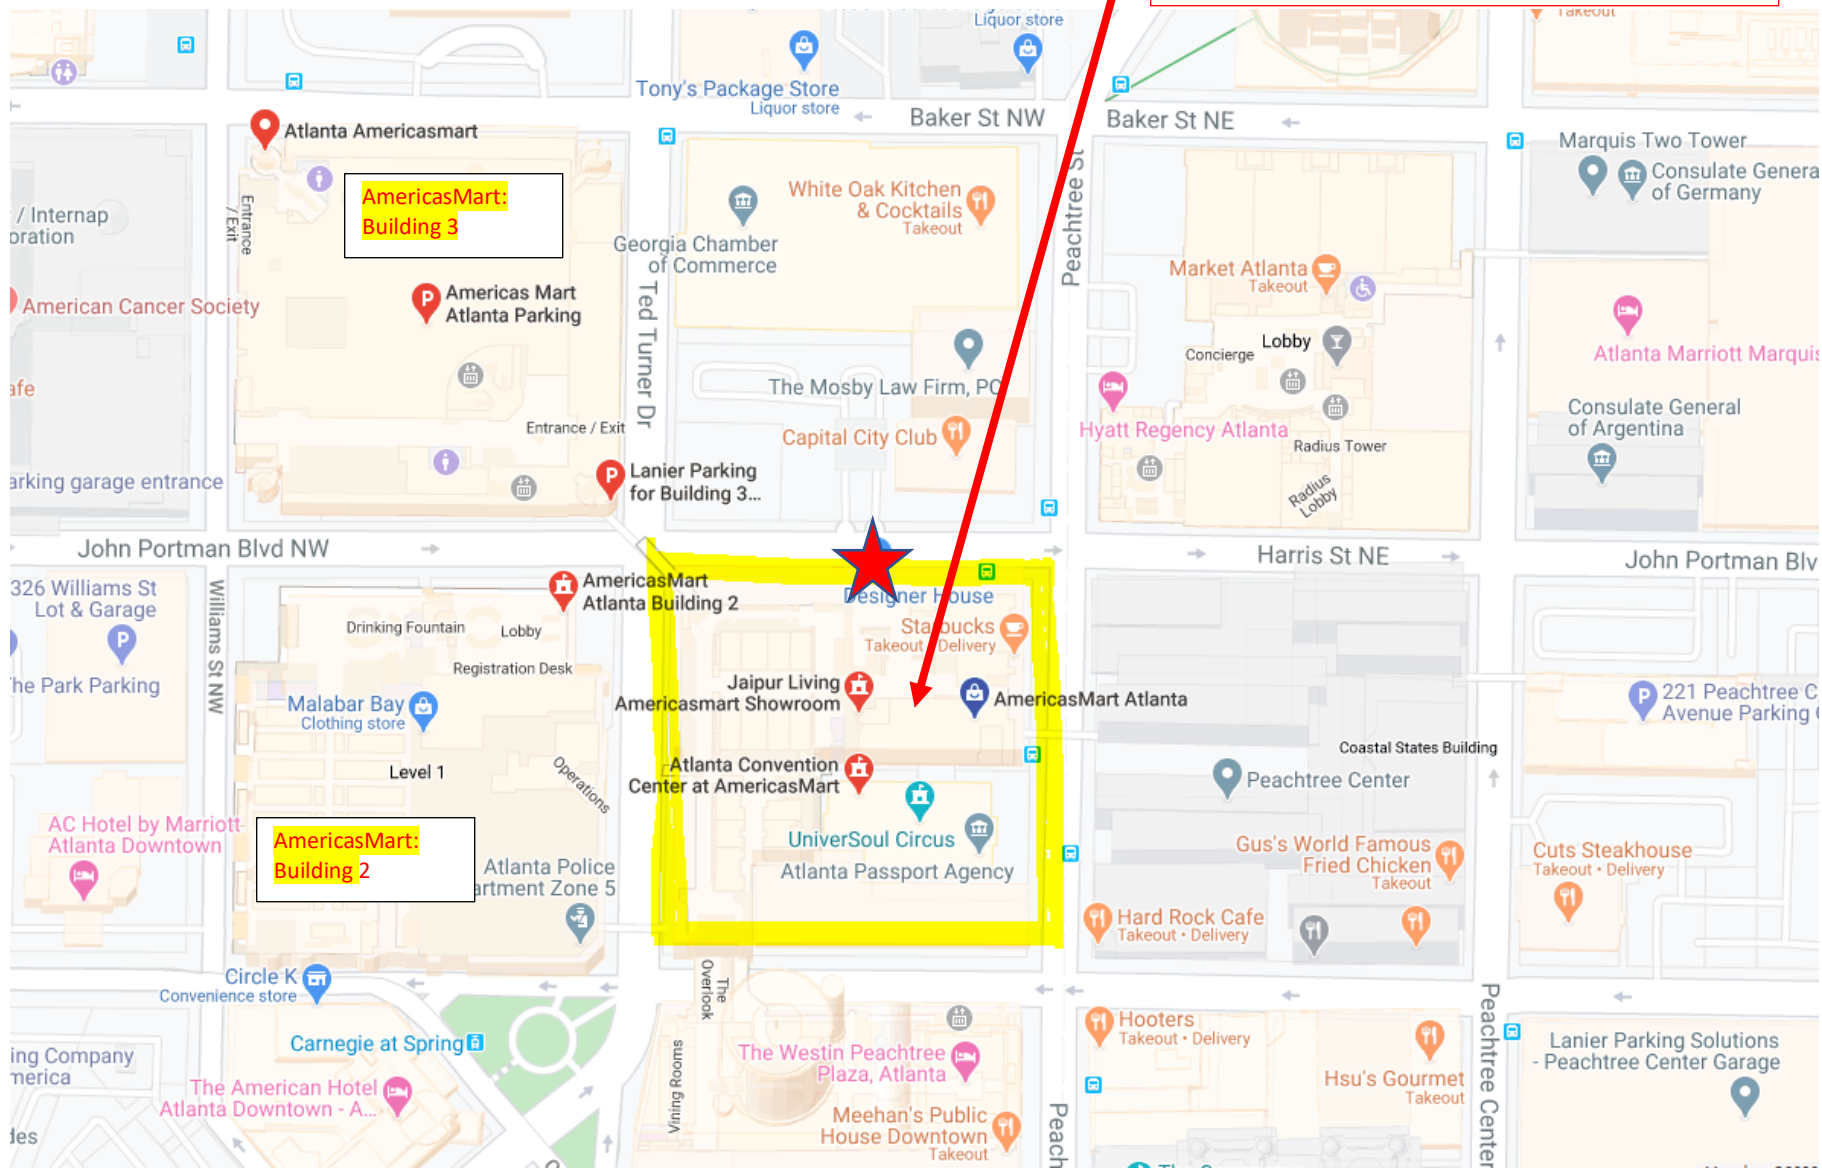 Liquor store
Takeout
Tony's Package Store
Liquor store
Baker St NW
Baker St NE
Atlanta Americasmart
Marquis Two Tower
Consulate Genera
of Germany
AmericasMart:
Building 3
White Oak Kitchen
& Cocktails
Takeout
Peachtree St
Entrance
/ Exit
/ Internap
oration
Georgia Chamber
of Commerce
Market Atlanta
Takeout
American Cancer Society
Americas Mart
Atlanta Parking
Ted Turner Dr
Lobby
Concierge
Atlanta Marriott Marquis
afe
The Mosby Law Firm, PC
Consulate General
of Argentina
Entrance / Exit
Capital City Club
Hyatt Regency Atlanta
Radius Tower
arking garage entrance
Lanier Parking
for Building 3...
Radius
Lobby
John Portman Blvd NW
Harris St NE
John Portman Blv
326 Williams St
Lot & Garage
Williams St NW
AmericasMart
Atlanta Building 2
Designer House
Drinking Fountain
Lobby
Starbucks
Takeout • Delivery
Registration Desk
The Park Parking
Malabar Bay
Clothing store
Jaipur Living
Americasmart Showroom
AmericasMart Atlanta
221 Peachtree C
Avenue Parking
Coastal States Building
Level 1
Operations
Atlanta Convention
Center at AmericasMart
Peachtree Center
AC Hotel by Marriott
Atlanta Downtown
AmericasMart:
Building 2
UniverSoul Circus
Gus's World Famous
Fried Chicken
Takeout
Cuts Steakhouse
Takeout • Delivery
Atlanta Police
artment Zone 5
Atlanta Passport Agency
Hard Rock Cafe
Takeout • Delivery
Circle K
Convenience store
The
Overlook
Peachtree Center
Hooters
Takeout • Delivery
Carnegie at Spring
ing Company
merica
Vining Rooms
The Westin Peachtree
Plaza, Atlanta
Lanier Parking Solutions
- Peachtree Center Garage
The American Hotel
Atlanta Downtown - A...
Hsu's Gourmet
Takeout
Meehan's Public
House Downtown
Takeout
Peach
des